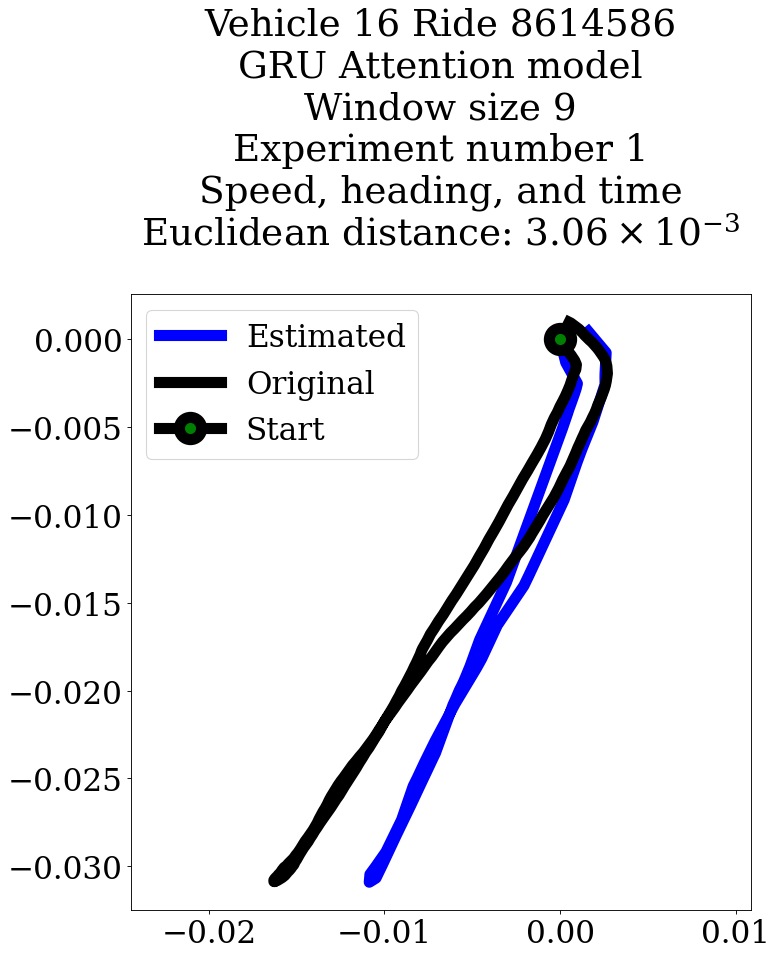 Vehicle 16 Ride 8614586
GRU Attention model
Window size 9
Experiment number 1
Speed, heading, and time
Euclidean distance: 3.06 × 10⁻³
Estimated
Original
Start
0.000
−0.005
−0.010
−0.015
−0.020
−0.025
−0.030
−0.02 −0.01 0.00 0.01